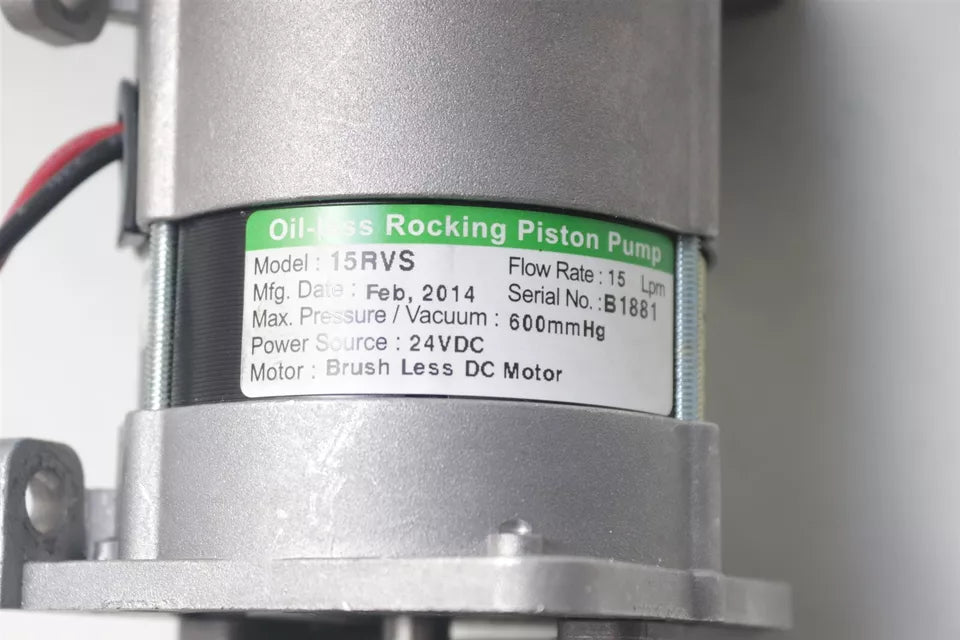 Oil-less Rocking Piston Pump
Model : 15RVS
Flow Rate : 15 Lpm
Mfg. Date : Feb, 2014
Serial No. : B1881
Max. Pressure / Vacuum : 600mmHg
Power Source : 24VDC
Motor : Brush Less DC Motor